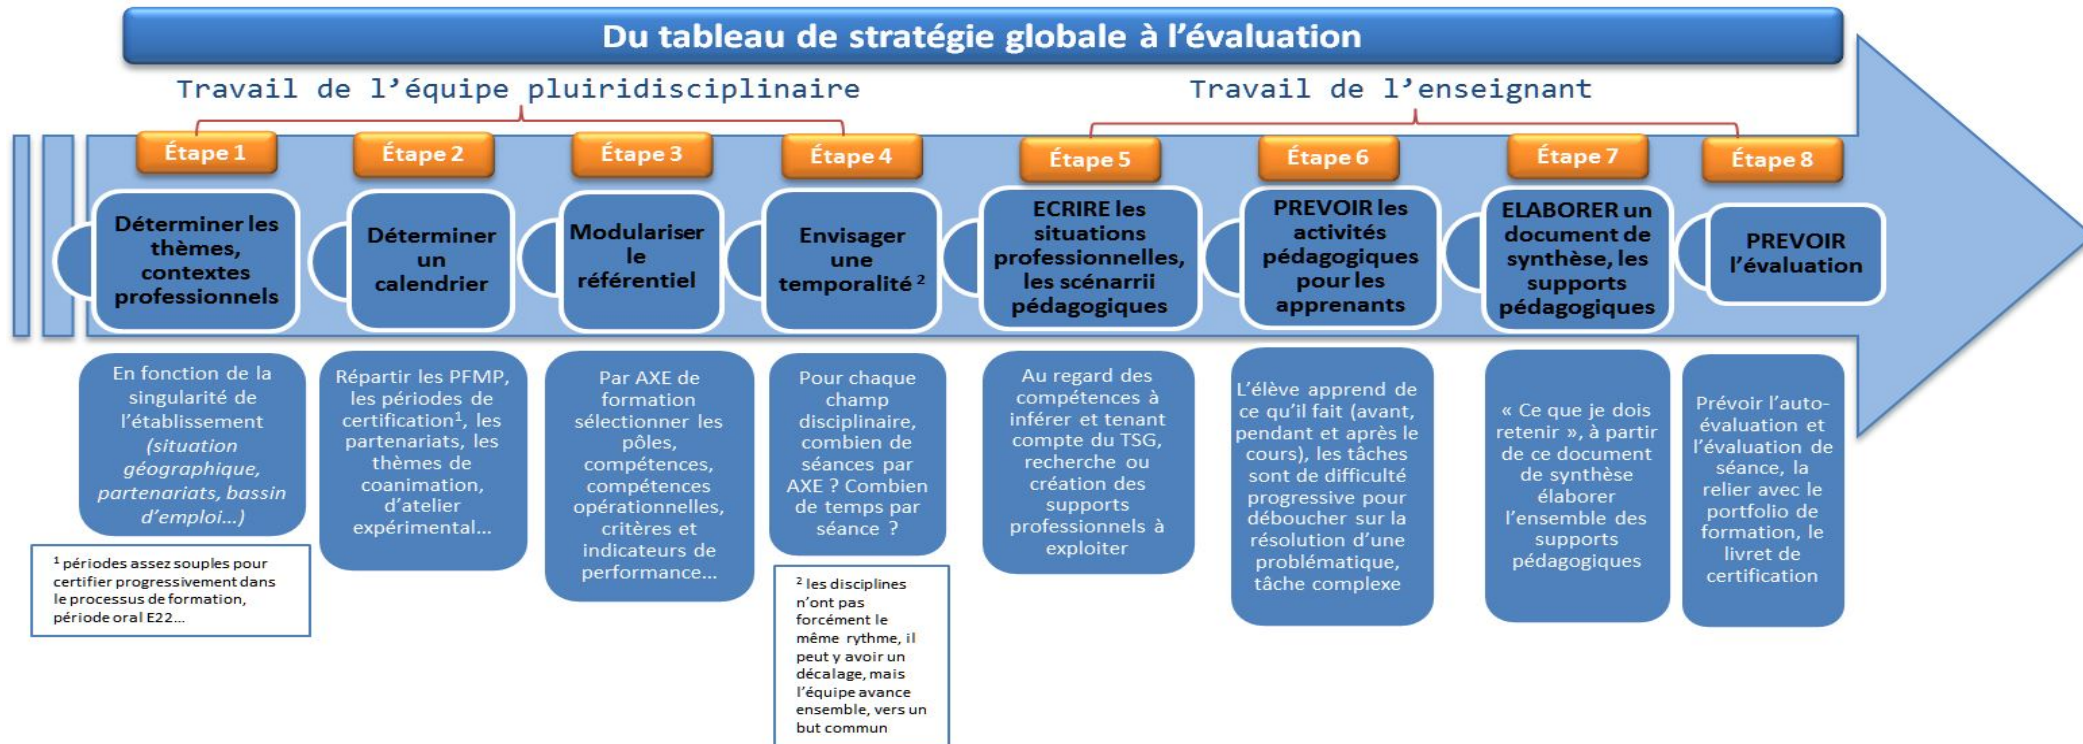 Du tableau de stratégie globale à l'évaluation
Travail de l'équipe pluiridisciplinaire
Travail de l'enseignant
Étape 1
Déterminer les
thèmes,
contextes
professionnels
En fonction de la
singularité de
l'établissement
(situation
géographique,
partenariats, bassin
d'emploi…)
¹ périodes assez souples pour
certifier progressivement dans
le processus de formation,
période oral E22…
Étape 2
Déterminer
un
calendrier
Répartir les PFMP,
les périodes de
certification¹, les
partenariats, les
thèmes de
coanimation,
d'atelier
expérimental…
Étape 3
Modulariser
le
référentiel
Par AXE de
formation
sélectionner les
pôles,
compétences,
compétences
opérationnelles,
critères et
indicateurs de
performance…
Étape 4
Envisager
une
temporalité ²
Pour chaque
champ
disciplinaire,
combien de
séances par
AXE ? Combien
de temps par
séance ?
² les disciplines
n'ont pas
forcément le
même rythme, il
peut y avoir un
décalage, mais
l'équipe avance
ensemble, vers un
but commun
Étape 5
ECRIRE les
situations
professionnelles,
les scénarrii
pédagogiques
Au regard des
compétences à
inférer et tenant
compte du TSG,
recherche ou
création des
supports
professionnels à
exploiter
Étape 6
PREVOIR les
activités
pédagogiques
pour les
apprenants
L'élève apprend de
ce qu'il fait (avant,
pendant et après le
cours), les tâches
sont de difficulté
progressive pour
déboucher sur la
résolution d'une
problématique,
tâche complexe
Étape 7
ELABORER un
document de
synthèse, les
supports
pédagogiques
« Ce que je dois
retenir », à partir
de ce document
de synthèse
élaborer
l'ensemble des
supports
pédagogiques
Étape 8
PREVOIR
l'évaluation
Prévoir l'auto-
évaluation et
l'évaluation de
séance, la
relier avec le
portfolio de
formation, le
livret de
certification